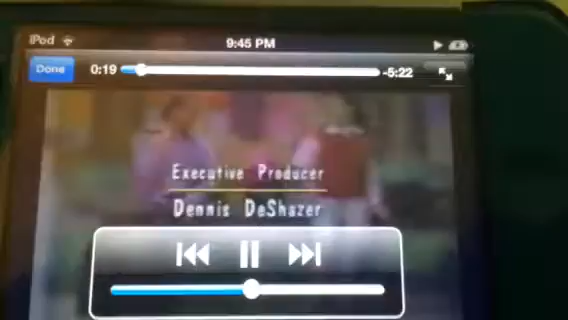 iPod
9:45 PM
Done
0:19
-5:22
Executive Producer
Dennis DeShazer